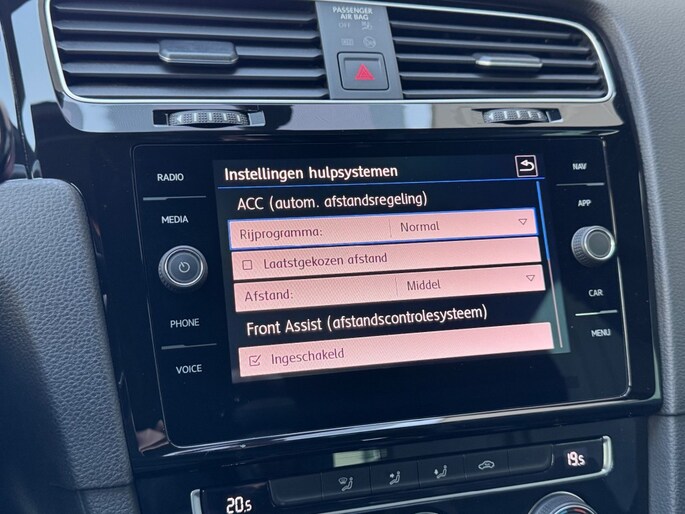 PASSENGER
AIR BAG
OFF
RADIO
MEDIA
PHONE
VOICE
Instellingen hulpsystemen
ACC (autom. afstandsregeling)
Rijprogramma: Normal
Laatstgekozen afstand
Afstand: Middel
Front Assist (afstandscontrolesysteem)
Ingeschakeld
NAV
APP
CAR
MENU
20.5
19.5